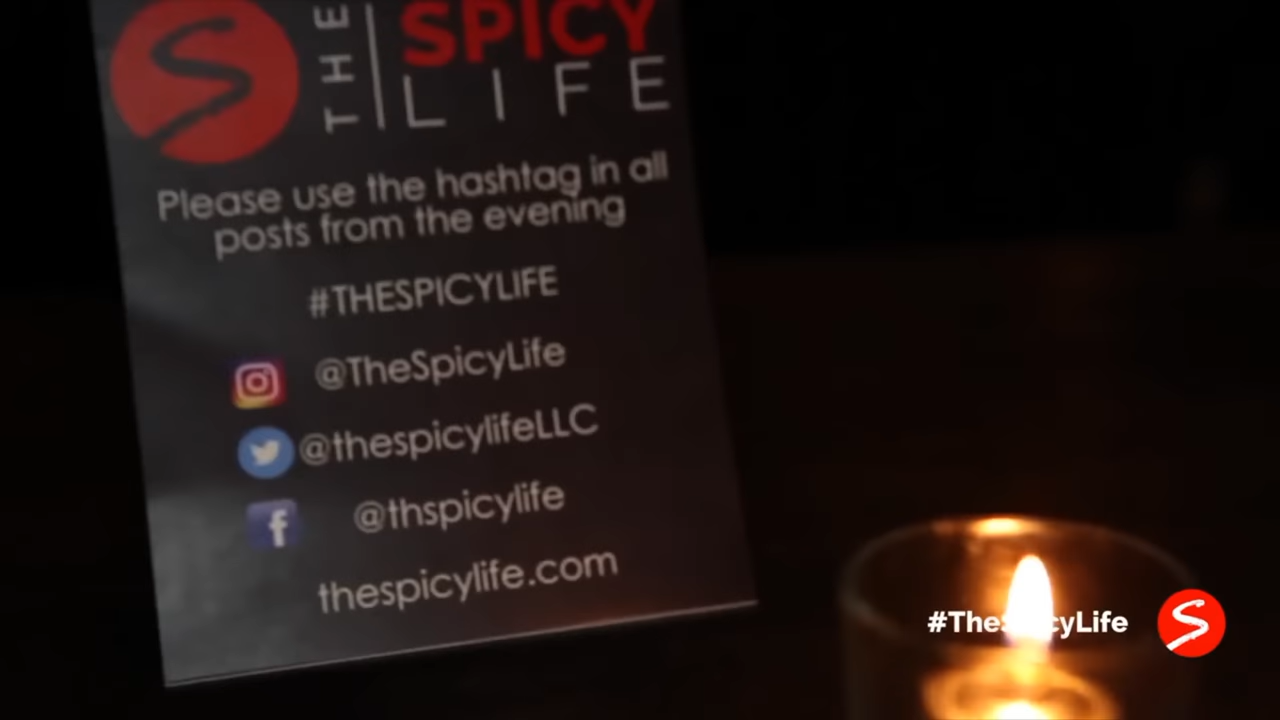 THE SPICY
LIFE
Please use the hashtag in all
posts from the evening
#THESPICYLIFE
@TheSpicyLife
@thespicylifeLLC
@thspicylife
thespicylife.com
#TheSpicyLife